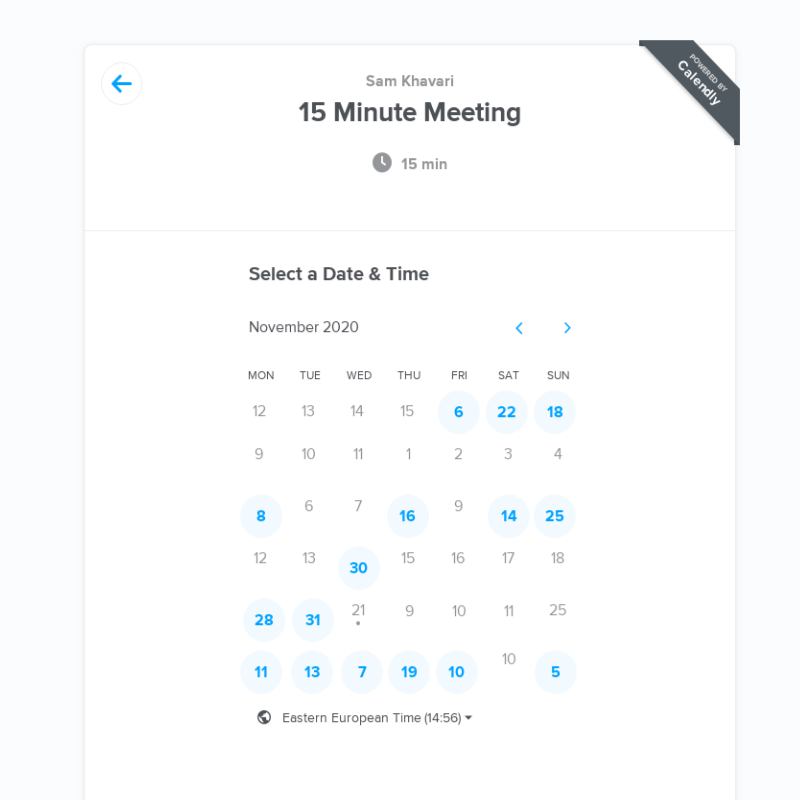 Sam Khavari
15 Minute Meeting
15 min
POWERED BY
Calendly
Select a Date & Time
November 2020
MON TUE WED THU FRI SAT SUN
12 13 14 15 6 22 18
9 10 11 1 2 3 4
8 6 7 16 9 14 25
12 13 30 15 16 17 18
28 31 21 9 10 11 25
11 13 7 19 10 10 5
Eastern European Time (14:56)